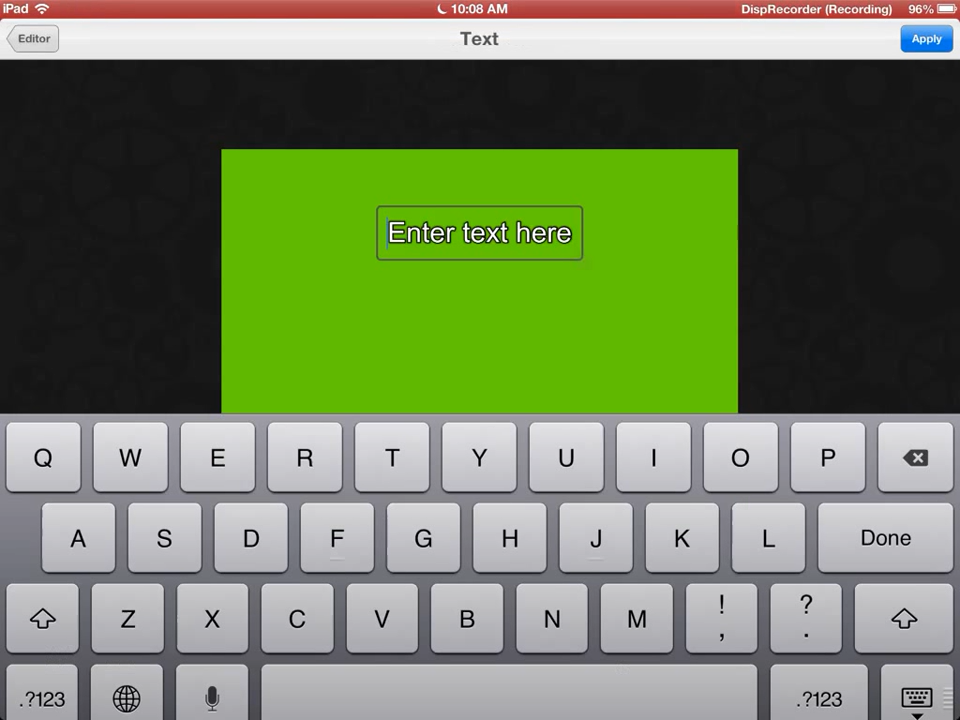 iPad 10:08 AM DispRecorder (Recording) 96%
Editor Text Apply
Enter text here
Q W E R T Y U I O P
A S D F G H J K L Done
Z X C V B N M ! , ? .
.?123 .?123